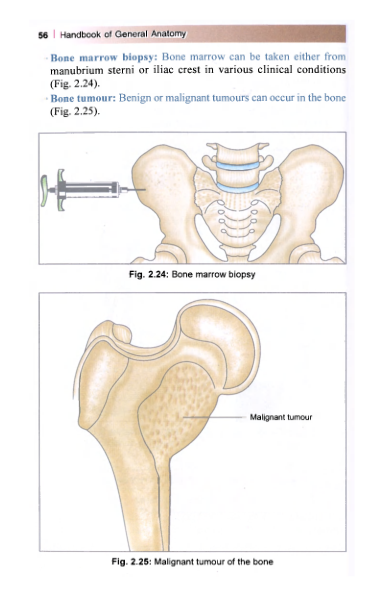 56 | Handbook of General Anatomy
- Bone marrow biopsy: Bone marrow can be taken either from
manubrium sterni or iliac crest in various clinical conditions
(Fig. 2.24).
- Bone tumour: Benign or malignant tumours can occur in the bone
(Fig. 2.25).
Fig. 2.24: Bone marrow biopsy
Malignant tumour
Fig. 2.25: Malignant tumour of the bone